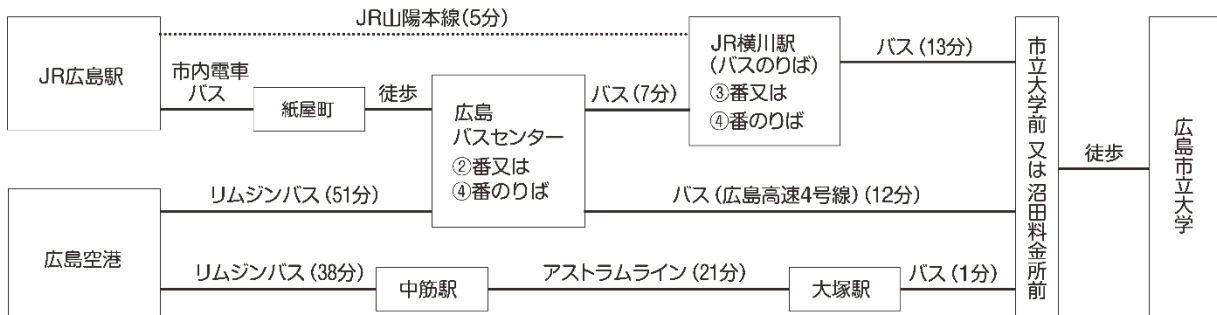 JR山陽本線(5分)
JR広島駅
市内電車
バス
紙屋町
徒歩
広島
バスセンター
②番又は
④番のりば
バス(7分)
JR横川駅
(バスのりば)
③番又は
④番のりば
バス(13分)
市立大学前 又は 沼田料金所前
徒歩
広島市立大学
広島空港
リムジンバス(51分)
バス(広島高速4号線)(12分)
リムジンバス(38分)
中筋駅
アストラムライン(21分)
大塚駅
バス(1分)